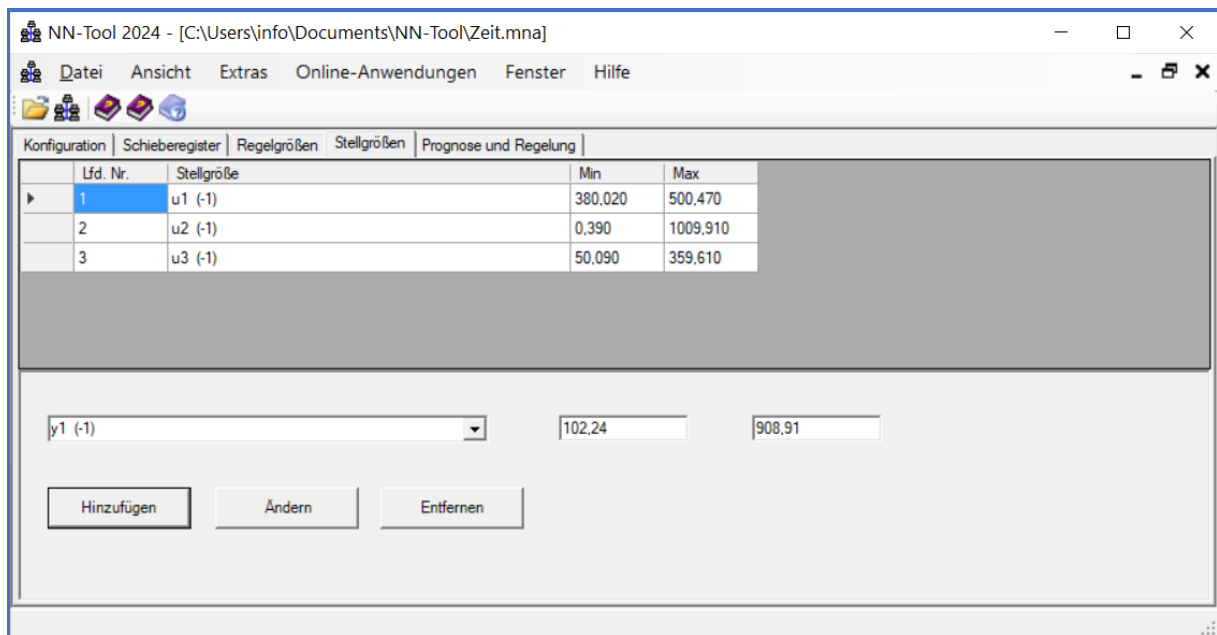 NN-Tool 2024 - [C:\Users\info\Documents\NN-Tool\Zeit.mna]
Datei Ansicht Extras Online-Anwendungen Fenster Hilfe
Konfiguration Schieberegister Regelgrößen Stellgrößen Prognose und Regelung
Lfd. Nr. Stellgröße Min Max
1 u1 (-1) 380,020 500,470
2 u2 (-1) 0,390 1009,910
3 u3 (-1) 50,090 359,610
y1 (-1) 102,24 908,91
Hinzufügen Ändern Entfernen